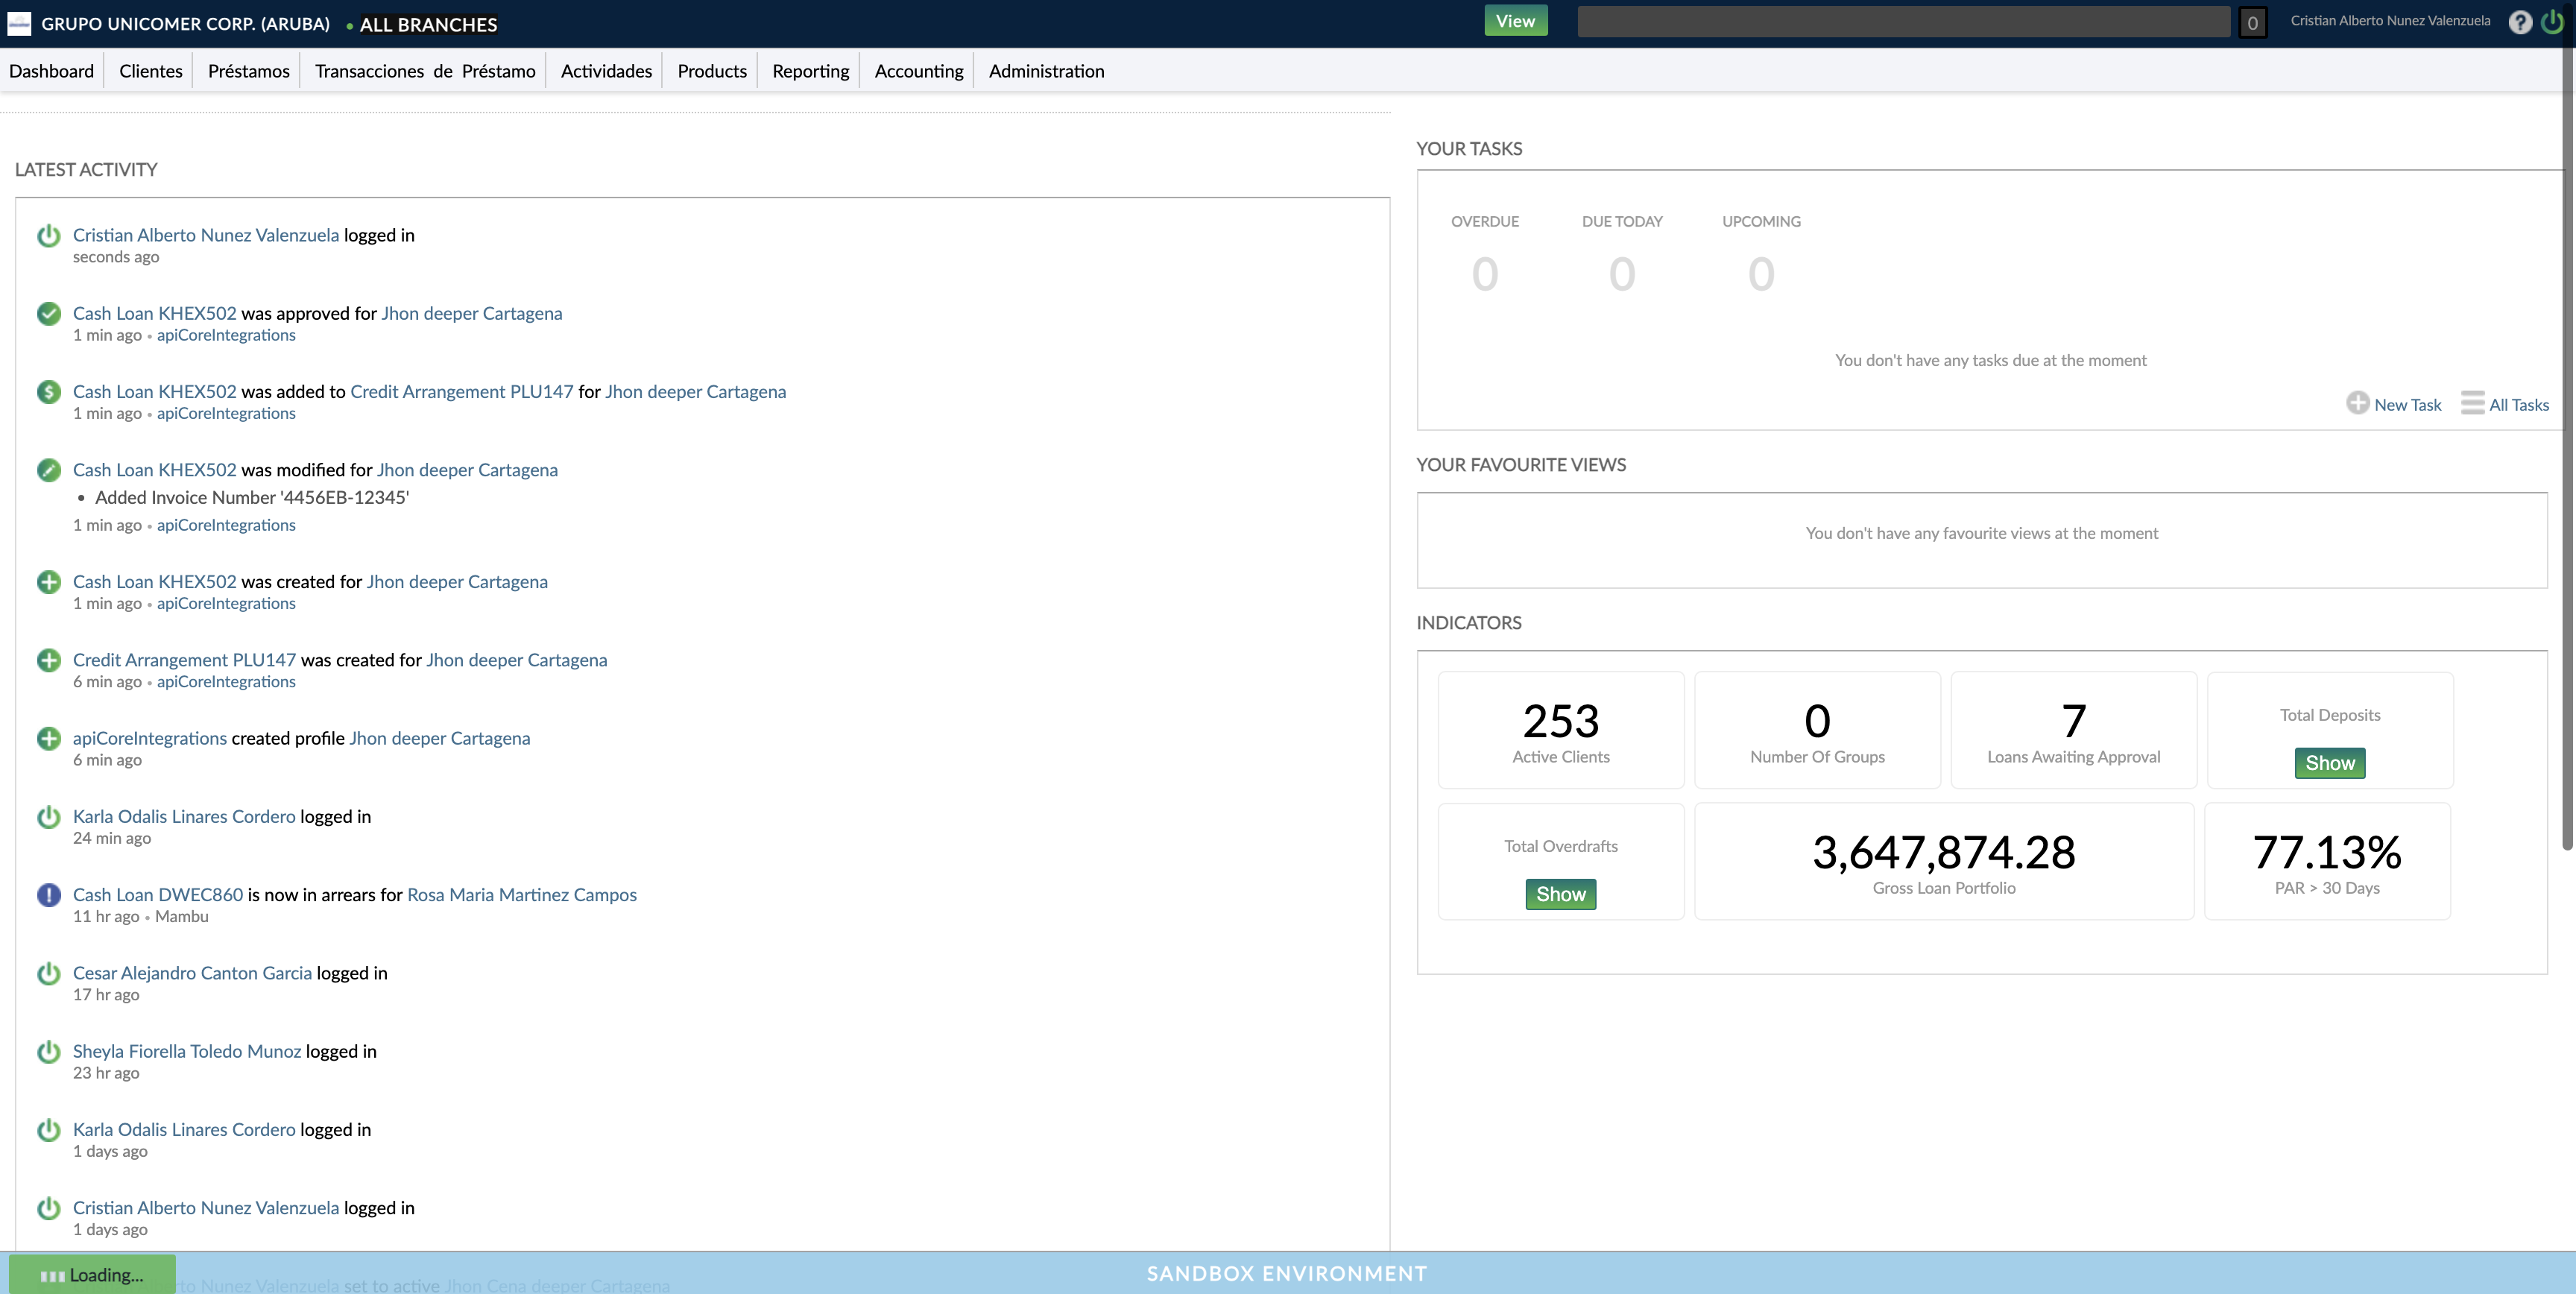 GRUPO UNICOMER CORP. (ARUBA) • ALL BRANCHES
View
0
Cristian Alberto Nunez Valenzuela
?
Dashboard Clientes Préstamos Transacciones de Préstamo Actividades Products Reporting Accounting Administration
LATEST ACTIVITY
Cristian Alberto Nunez Valenzuela logged in
seconds ago
Cash Loan KHEX502 was approved for Jhon deeper Cartagena
1 min ago • apiCoreIntegrations
Cash Loan KHEX502 was added to Credit Arrangement PLU147 for Jhon deeper Cartagena
1 min ago • apiCoreIntegrations
Cash Loan KHEX502 was modified for Jhon deeper Cartagena
• Added Invoice Number '4456EB-12345'
1 min ago • apiCoreIntegrations
Cash Loan KHEX502 was created for Jhon deeper Cartagena
1 min ago • apiCoreIntegrations
Credit Arrangement PLU147 was created for Jhon deeper Cartagena
6 min ago • apiCoreIntegrations
apiCoreIntegrations created profile Jhon deeper Cartagena
6 min ago
Karla Odalis Linares Cordero logged in
24 min ago
Cash Loan DWEC860 is now in arrears for Rosa Maria Martinez Campos
11 hr ago • Mambu
Cesar Alejandro Canton Garcia logged in
17 hr ago
Sheyla Fiorella Toledo Munoz logged in
23 hr ago
Karla Odalis Linares Cordero logged in
1 days ago
Cristian Alberto Nunez Valenzuela logged in
1 days ago
YOUR TASKS
OVERDUE DUE TODAY UPCOMING
0 0 0
You don't have any tasks due at the moment
New Task All Tasks
YOUR FAVOURITE VIEWS
You don't have any favourite views at the moment
INDICATORS
253
Active Clients
0
Number Of Groups
7
Loans Awaiting Approval
Total Deposits
Show
Total Overdrafts
Show
3,647,874.28
Gross Loan Portfolio
77.13%
PAR > 30 Days
Loading...
Nunez Valenzuela set to active Jhon Cena deeper Cartagena
SANDBOX ENVIRONMENT